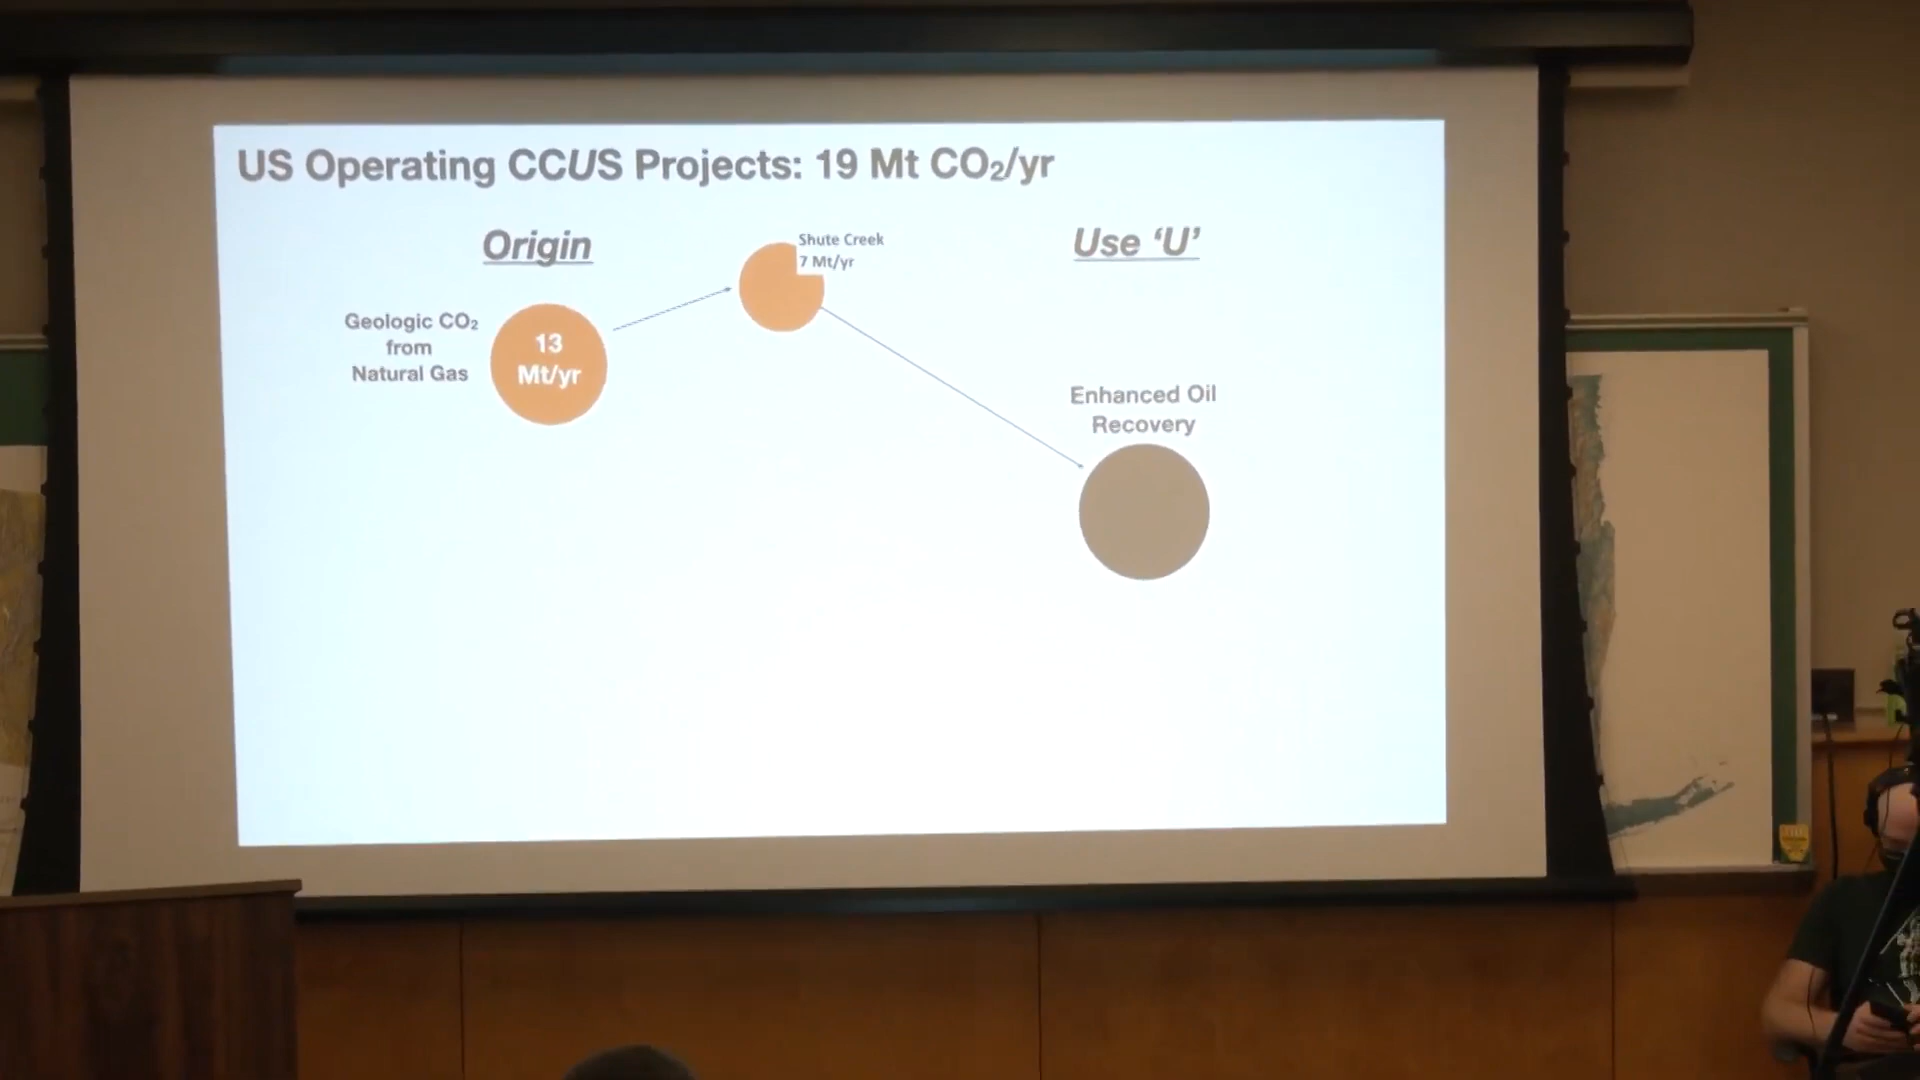 US Operating CCUS Projects: 19 Mt CO₂/yr
Origin
Use ‘U’
Shute Creek
7 Mt/yr
Geologic CO₂
from
Natural Gas
13
Mt/yr
Enhanced Oil
Recovery